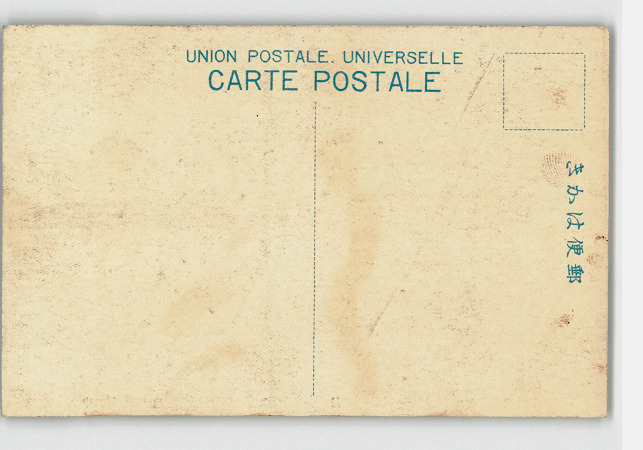 UNION POSTALE. UNIVERSELLE
CARTE POSTALE
郵便はかき